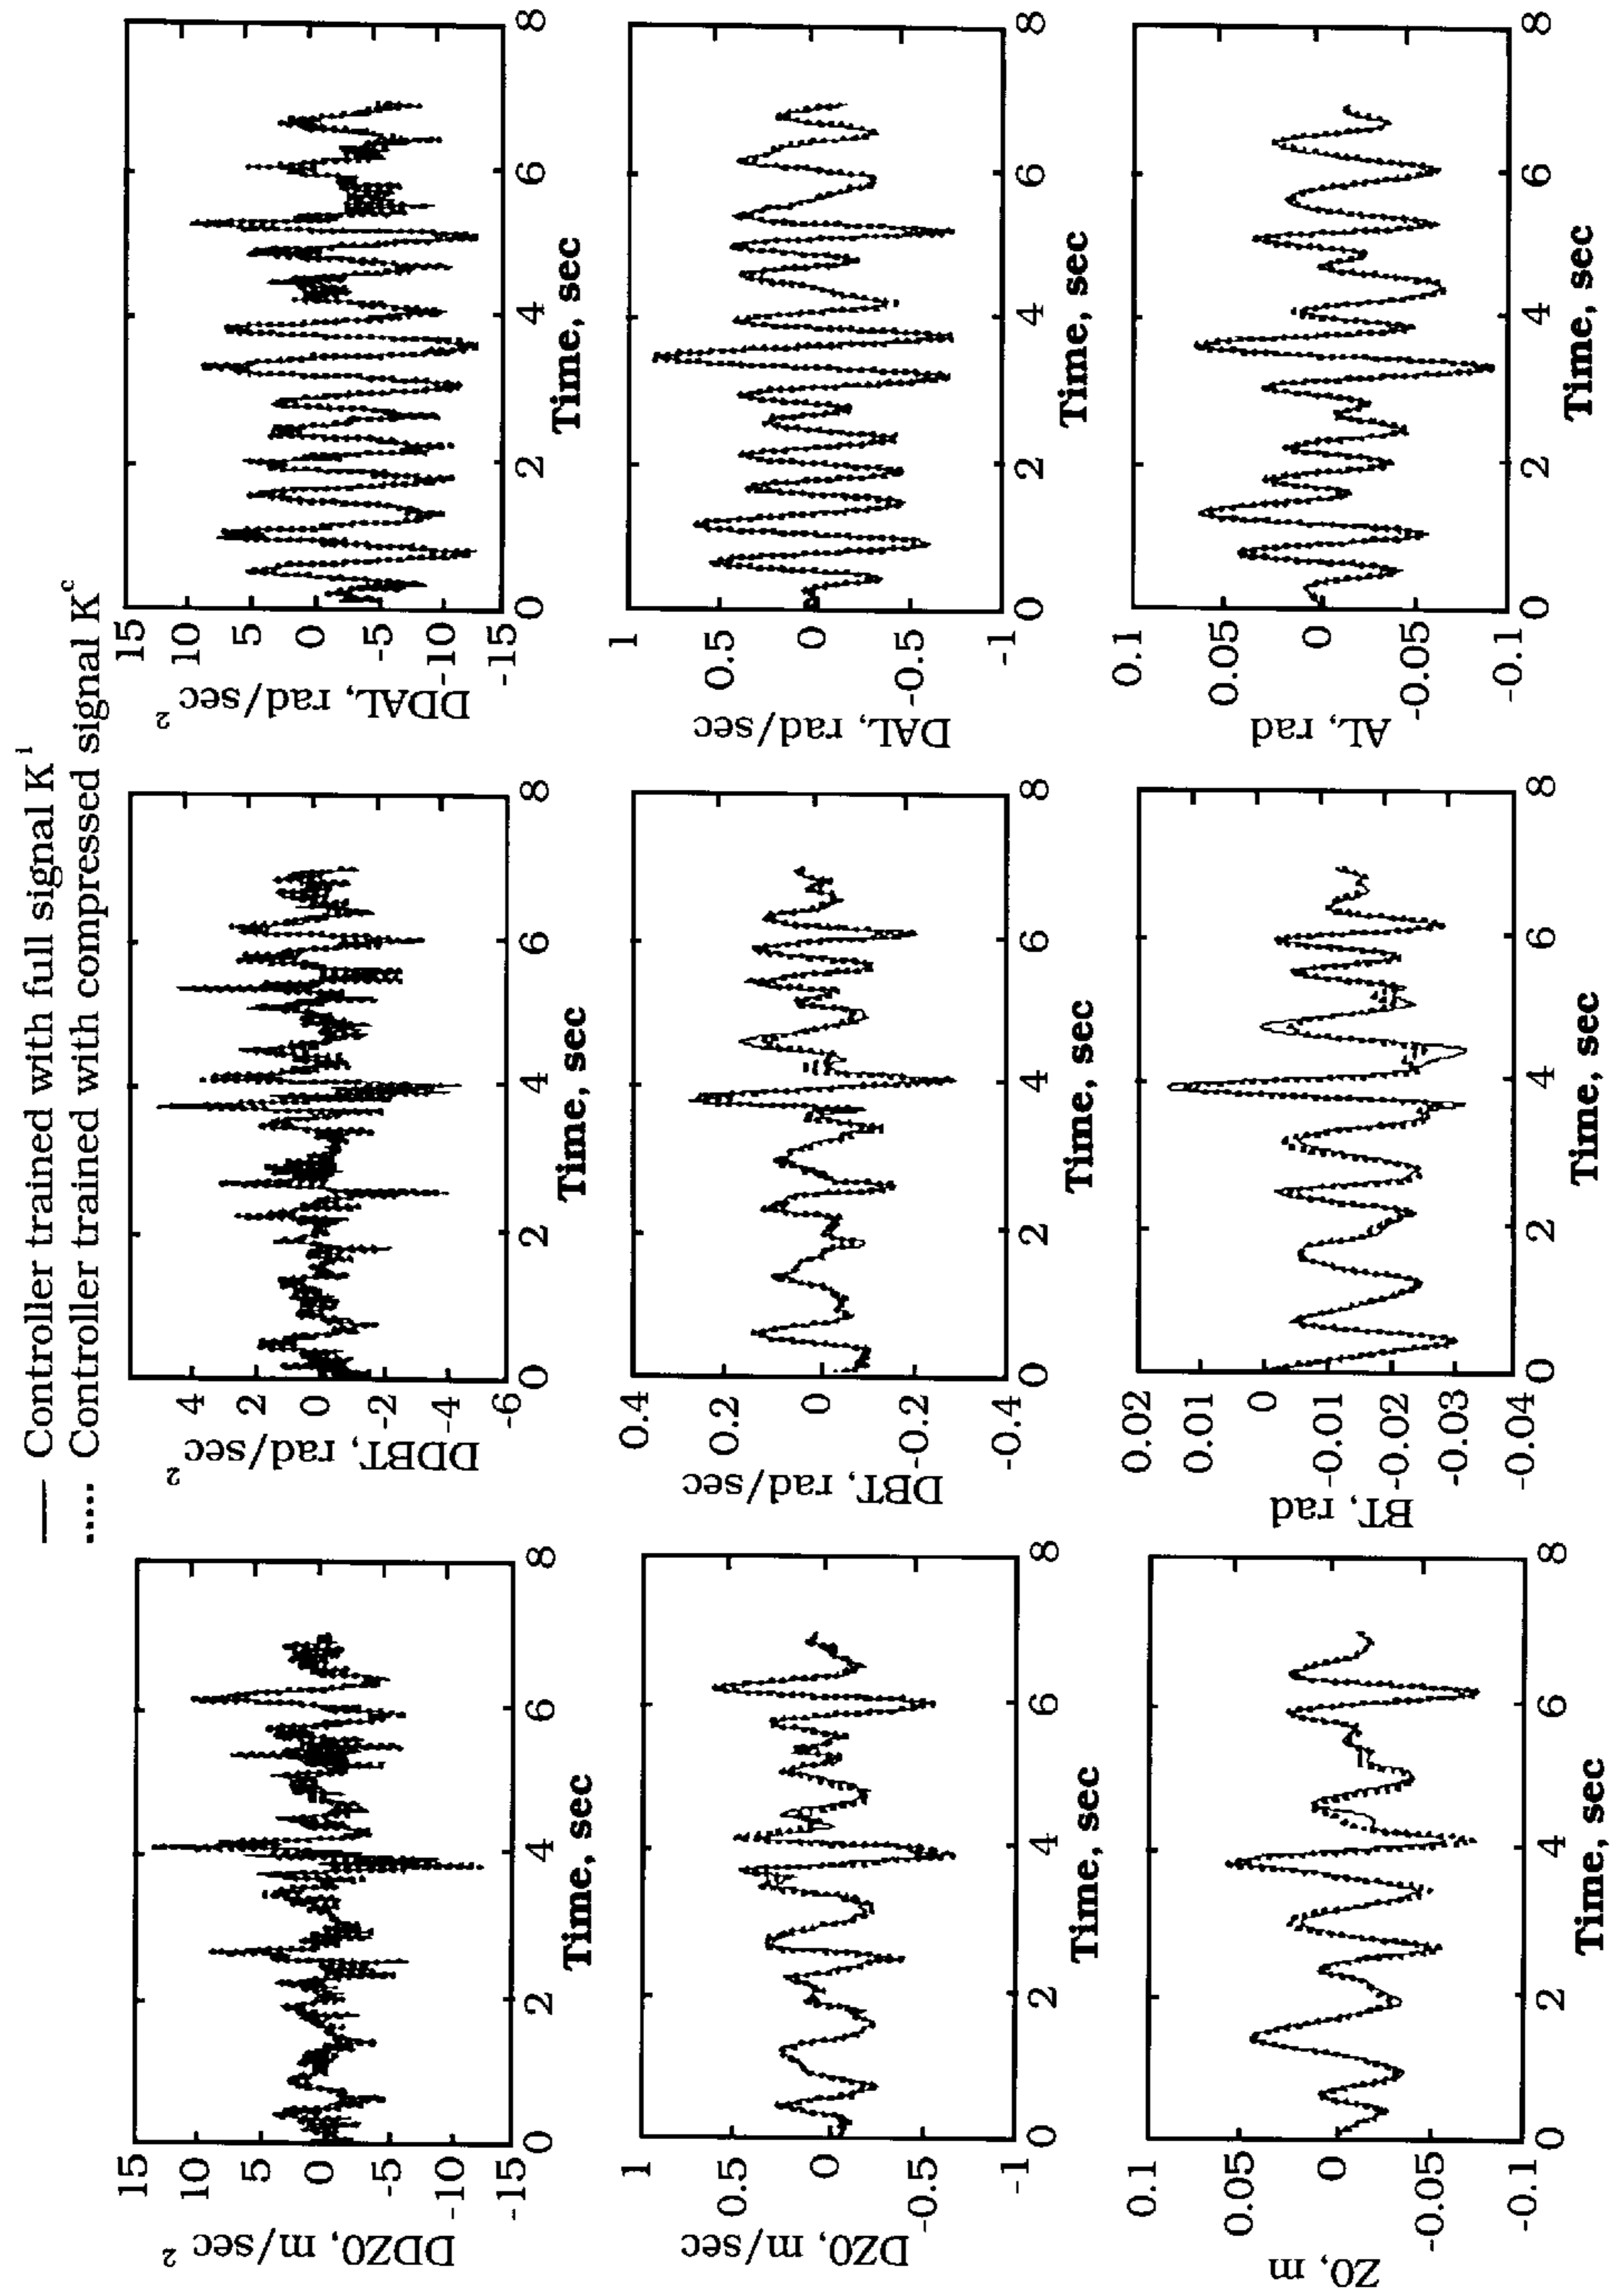 — Controller trained with full signal Kⁱ
..... Controller trained with compressed signal Kᶜ
DDZ0, m/sec²
15
10
5
0
-5
-10
-15
0 2 4 6 8
Time, sec
DDBT, rad/sec²
4
2
0
-2
-4
-6
0 2 4 6 8
Time, sec
DDAL, rad/sec²
15
10
5
0
-5
-10
-15
0 2 4 6 8
Time, sec
DZ0, m/sec
1
0.5
0
-0.5
-1
0 2 4 6 8
Time, sec
DBT, rad/sec
0.4
0.2
0
-0.2
-0.4
0 2 4 6 8
Time, sec
DAL, rad/sec
1
0.5
0
-0.5
-1
0 2 4 6 8
Time, sec
Z0, m
0.1
0.05
0
-0.05
-0.1
0 2 4 6 8
Time, sec
BT, rad
0.02
0.01
0
-0.01
-0.02
-0.03
-0.04
0 2 4 6 8
Time, sec
AL, rad
0.1
0.05
0
-0.05
-0.1
0 2 4 6 8
Time, sec